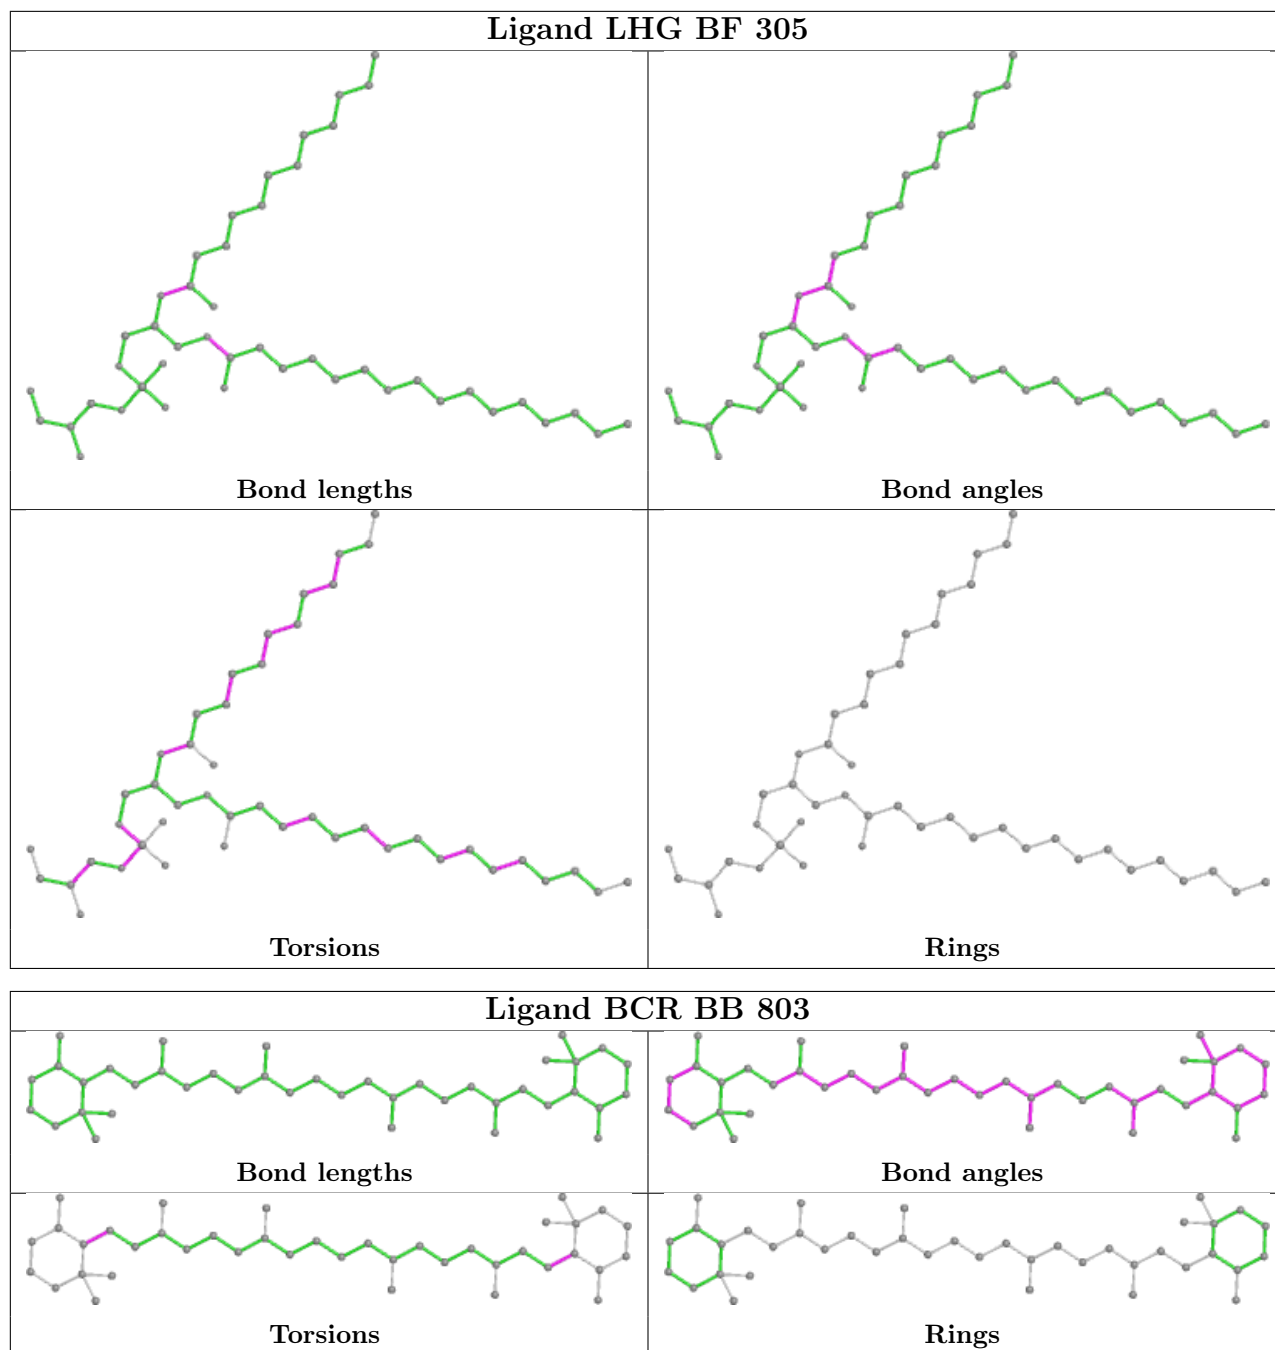 Ligand LHG BF 305
Bond lengths
Bond angles
Torsions
Rings
Ligand BCR BB 803
Bond lengths
Bond angles
Torsions
Rings